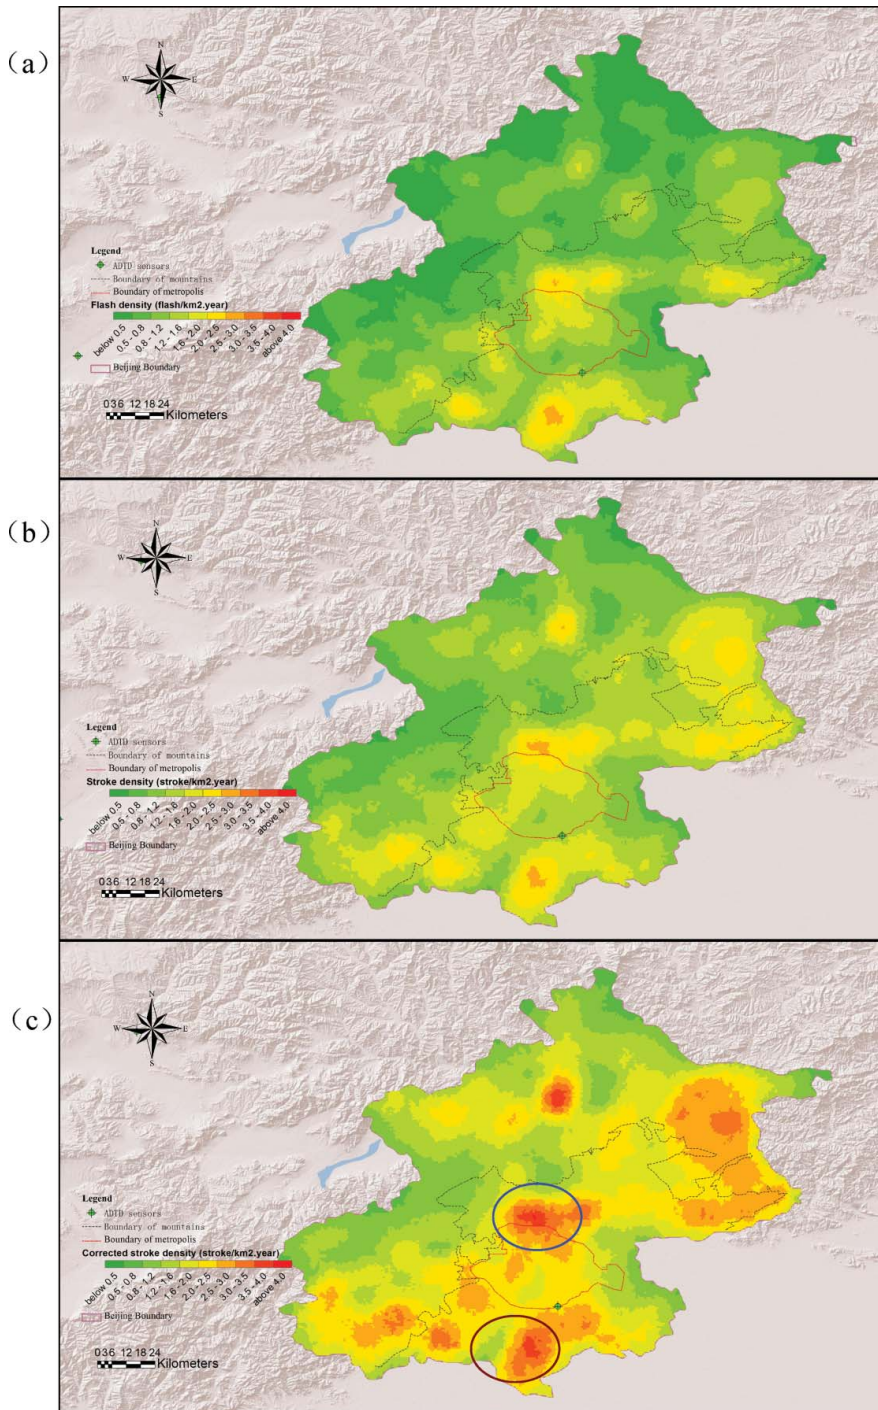 (a)
N
W
E
S
Legend
ADTD sensors
Boundary of mountains
Boundary of metropolis
Flash density (flash/km2.year)
below 0.5
0.5 - 0.8
0.8 - 1.2
1.2 - 1.6
1.6 - 2.0
2.0 - 2.5
2.5 - 3.0
3.0 - 3.5
3.5 - 4.0
above 4.0
Beijing Boundary
0 3 6 12 18 24
Kilometers
(b)
N
W
E
S
Legend
ADTD sensors
Boundary of mountains
Boundary of metropolis
Stroke density (stroke/km2.year)
below 0.5
0.5 - 0.8
0.8 - 1.2
1.2 - 1.6
1.6 - 2.0
2.0 - 2.5
2.5 - 3.0
3.0 - 3.5
3.5 - 4.0
above 4.0
Beijing Boundary
0 3 6 12 18 24
Kilometers
(c)
N
W
E
S
Legend
ADTD sensors
Boundary of mountains
Boundary of metropolis
Corrected stroke density (stroke/km2.year)
below 0.5
0.5 - 0.8
0.8 - 1.2
1.2 - 1.6
1.6 - 2.0
2.0 - 2.5
2.5 - 3.0
3.0 - 3.5
3.5 - 4.0
above 4.0
Beijing Boundary
0 3 6 12 18 24
Kilometers